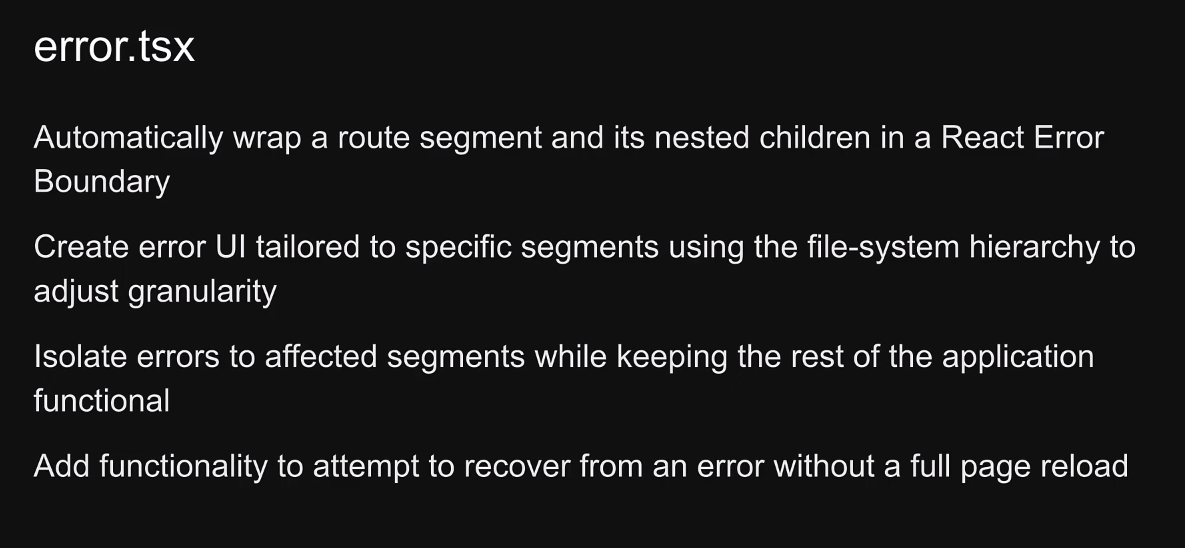 error.tsx
Automatically wrap a route segment and its nested children in a React Error
Boundary
Create error UI tailored to specific segments using the file-system hierarchy to
adjust granularity
Isolate errors to affected segments while keeping the rest of the application
functional
Add functionality to attempt to recover from an error without a full page reload